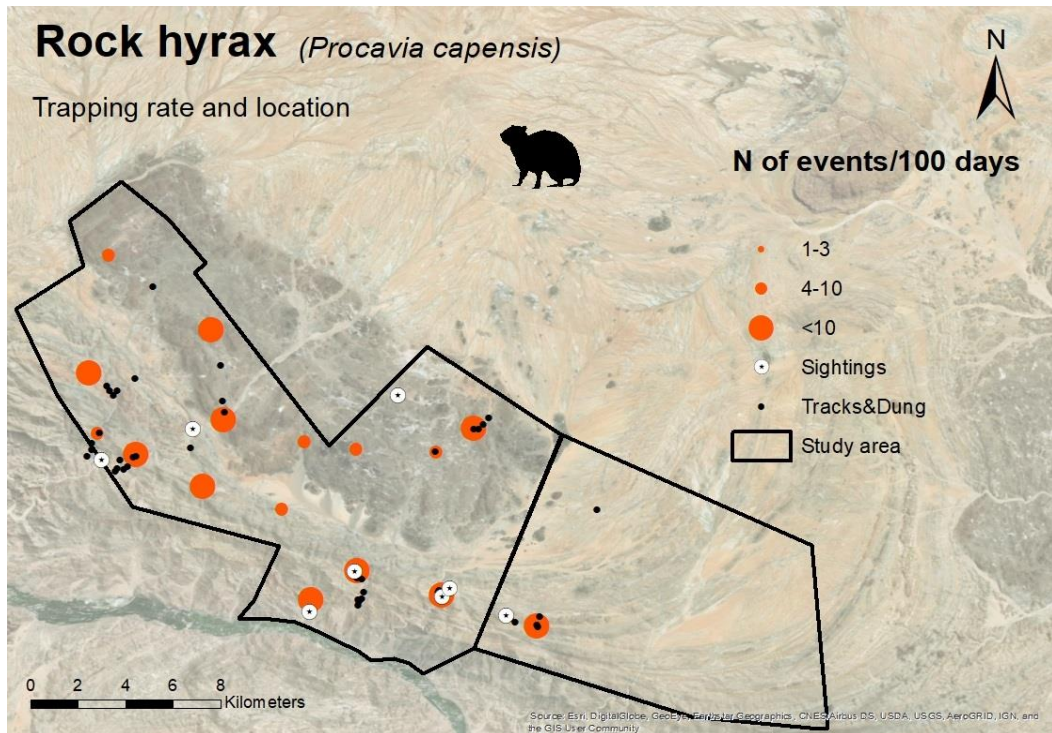 Rock hyrax (Procavia capensis)
Trapping rate and location
N
N of events/100 days
1-3
4-10
<10
Sightings
Tracks&Dung
Study area
0 2 4 6 8
Kilometers
Source: Esri, DigitalGlobe, GeoEye, Earthstar Geographics, CNES/Airbus DS, USDA, USGS, AeroGRID, IGN, and
the GIS User Community